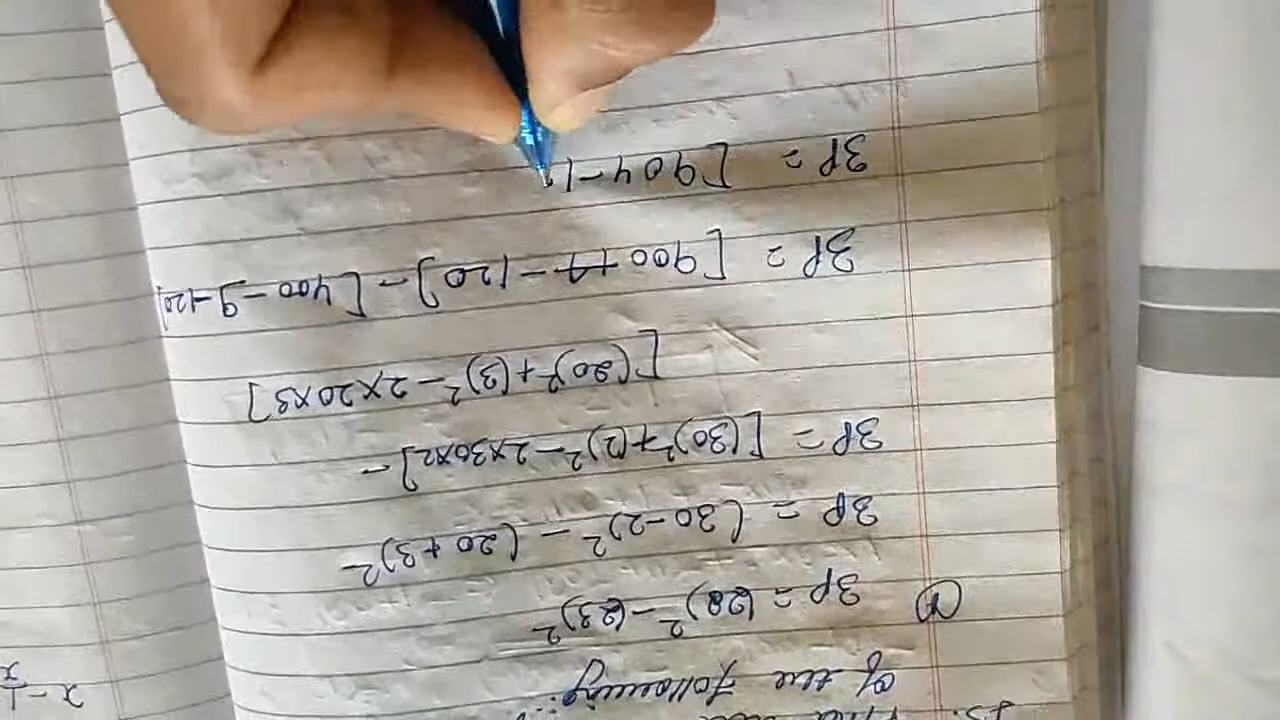 of the following:
3p = (28)² - (23)²
3p = (30-2)² - (20+3)²
3p = [(30)²+(2)²-2×30×2] -
[(20)²+(3)²-2×20×3]
3p = [900+4-120] - [400-9-120]
3p = [904-1
x - 1/x